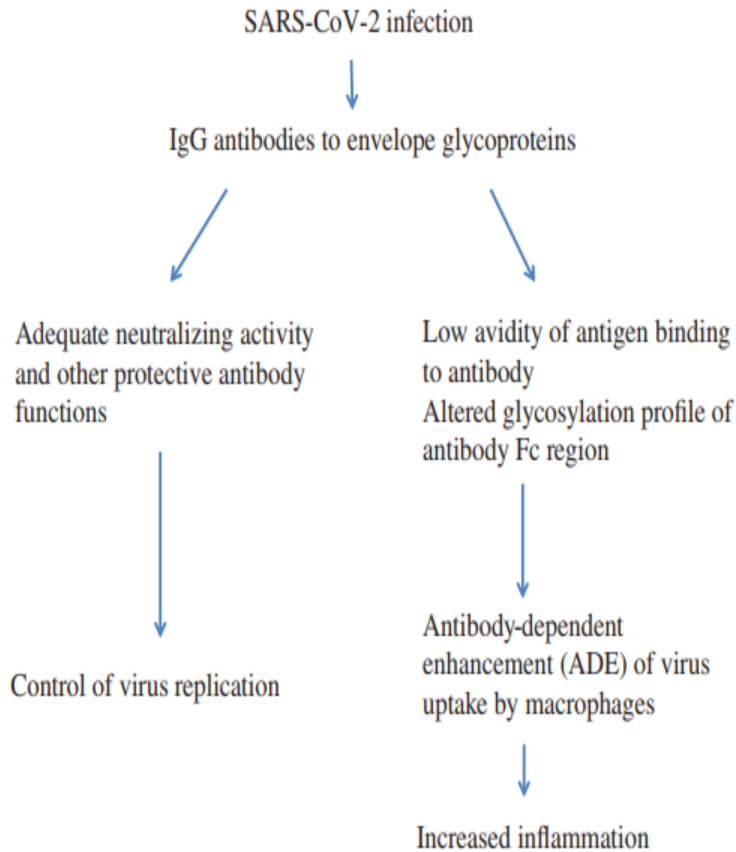 SARS-CoV-2 infection
IgG antibodies to envelope glycoproteins
Adequate neutralizing activity
and other protective antibody
functions
Control of virus replication
Low avidity of antigen binding
to antibody
Altered glycosylation profile of
antibody Fc region
Antibody-dependent
enhancement (ADE) of virus
uptake by macrophages
Increased inflammation